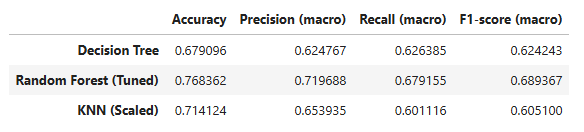 Accuracy Precision (macro) Recall (macro) F1-score (macro)
Decision Tree 0.679096 0.624767 0.626385 0.624243
Random Forest (Tuned) 0.768362 0.719688 0.679155 0.689367
KNN (Scaled) 0.714124 0.653935 0.601116 0.605100